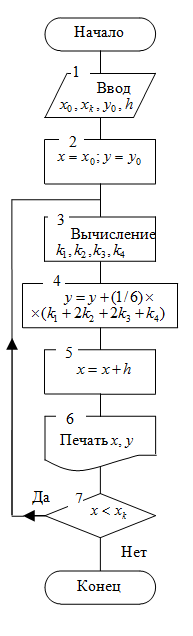 Начало
1
Ввод
x₀, xₖ, y₀, h
2
x = x₀; y = y₀
3
Вычисление
k₁, k₂, k₃, k₄
4
y = y + (1/6)×
×(k₁ + 2k₂ + 2k₃ + k₄)
5
x = x + h
6
Печать x, y
Да
7
x < xₖ
Нет
Конец